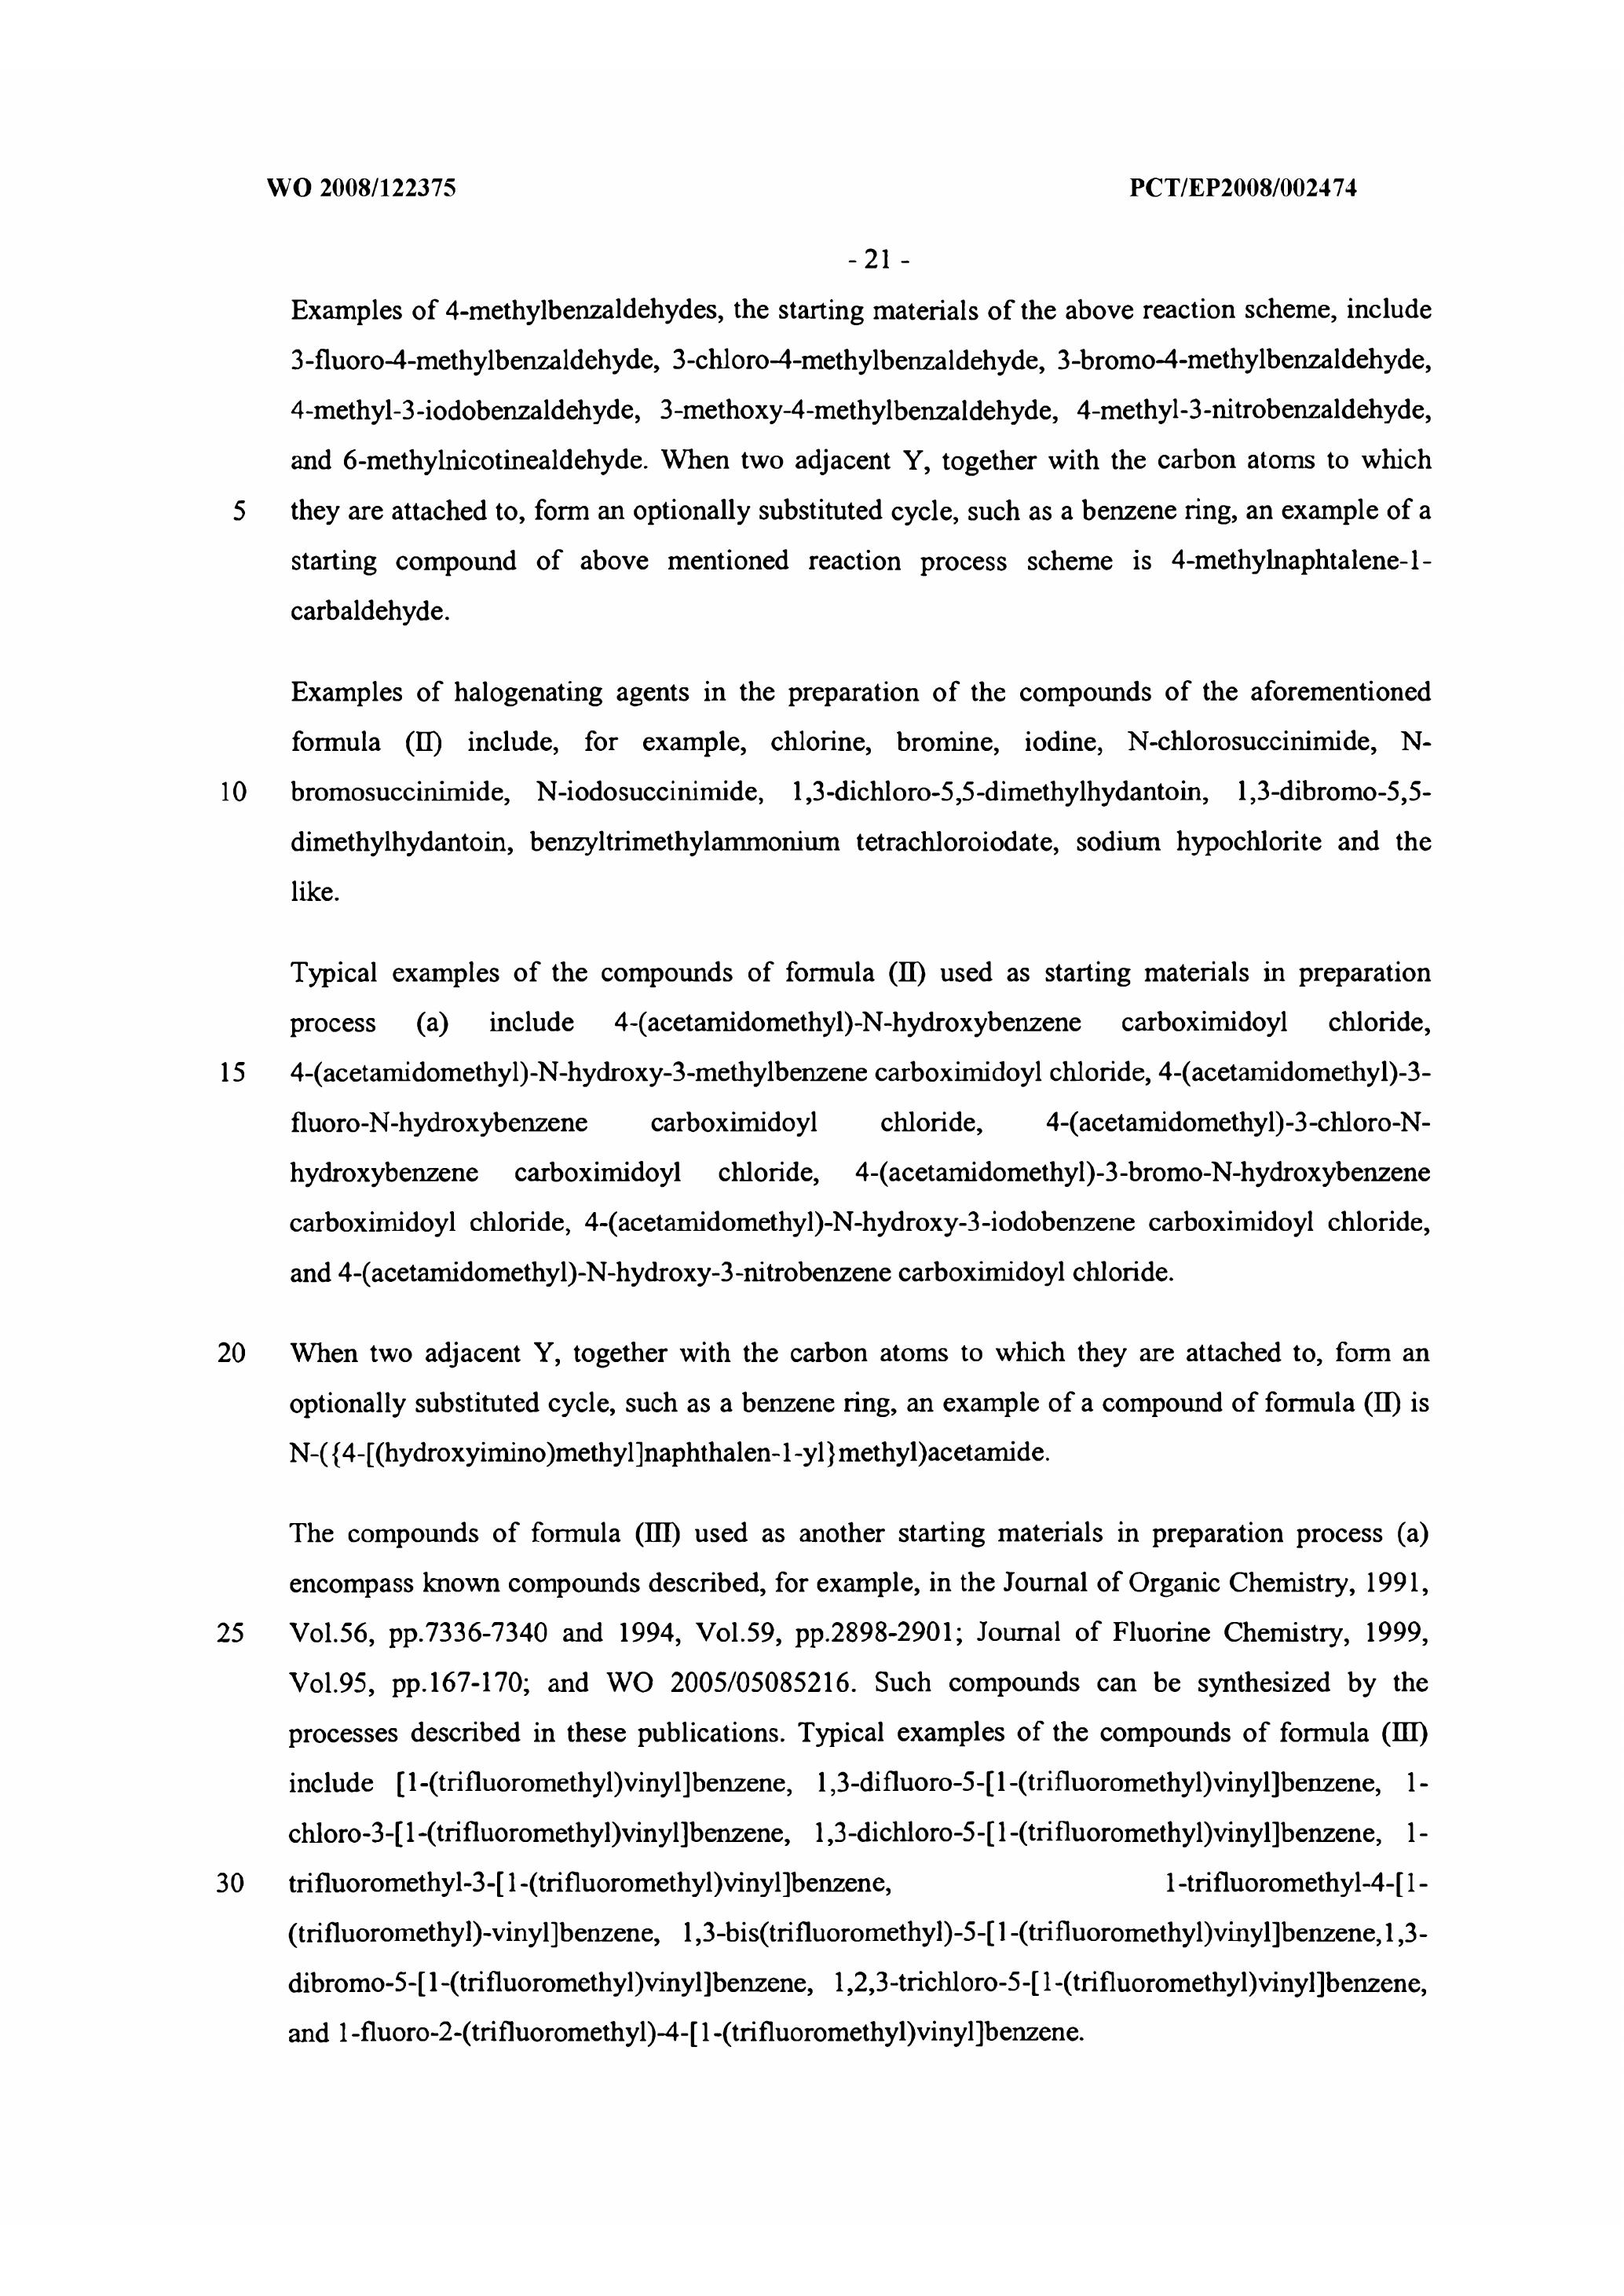 WO 2008/122375 PCT/EP2008/002474
- 21 -
Examples of 4-methylbenzaldehydes, the starting materials of the above reaction scheme, include
3-fluoro-4-methylbenzaldehyde, 3-chloro-4-methylbenzaldehyde, 3-bromo-4-methylbenzaldehyde,
4-methyl-3-iodobenzaldehyde, 3-methoxy-4-methylbenzaldehyde, 4-methyl-3-nitrobenzaldehyde,
and 6-methylnicotinealdehyde. When two adjacent Y, together with the carbon atoms to which
5 they are attached to, form an optionally substituted cycle, such as a benzene ring, an example of a
starting compound of above mentioned reaction process scheme is 4-methylnaphtalene-1-
carbaldehyde.
Examples of halogenating agents in the preparation of the compounds of the aforementioned
formula (II) include, for example, chlorine, bromine, iodine, N-chlorosuccinimide, N-
10 bromosuccinimide, N-iodosuccinimide, 1,3-dichloro-5,5-dimethylhydantoin, 1,3-dibromo-5,5-
dimethylhydantoin, benzyltrimethylammonium tetrachloroiodate, sodium hypochlorite and the
like.
Typical examples of the compounds of formula (II) used as starting materials in preparation
process (a) include 4-(acetamidomethyl)-N-hydroxybenzene carboximidoyl chloride,
15 4-(acetamidomethyl)-N-hydroxy-3-methylbenzene carboximidoyl chloride, 4-(acetamidomethyl)-3-
fluoro-N-hydroxybenzene carboximidoyl chloride, 4-(acetamidomethyl)-3-chloro-N-
hydroxybenzene carboximidoyl chloride, 4-(acetamidomethyl)-3-bromo-N-hydroxybenzene
carboximidoyl chloride, 4-(acetamidomethyl)-N-hydroxy-3-iodobenzene carboximidoyl chloride,
and 4-(acetamidomethyl)-N-hydroxy-3-nitrobenzene carboximidoyl chloride.
20 When two adjacent Y, together with the carbon atoms to which they are attached to, form an
optionally substituted cycle, such as a benzene ring, an example of a compound of formula (II) is
N-({4-[(hydroxyimino)methyl]naphthalen-1-yl}methyl)acetamide.
The compounds of formula (III) used as another starting materials in preparation process (a)
encompass known compounds described, for example, in the Journal of Organic Chemistry, 1991,
25 Vol.56, pp.7336-7340 and 1994, Vol.59, pp.2898-2901; Journal of Fluorine Chemistry, 1999,
Vol.95, pp.167-170; and WO 2005/05085216. Such compounds can be synthesized by the
processes described in these publications. Typical examples of the compounds of formula (III)
include [1-(trifluoromethyl)vinyl]benzene, 1,3-difluoro-5-[1-(trifluoromethyl)vinyl]benzene, 1-
chloro-3-[1-(trifluoromethyl)vinyl]benzene, 1,3-dichloro-5-[1-(trifluoromethyl)vinyl]benzene, 1-
30 trifluoromethyl-3-[1-(trifluoromethyl)vinyl]benzene, 1-trifluoromethyl-4-[1-
(trifluoromethyl)-vinyl]benzene, 1,3-bis(trifluoromethyl)-5-[1-(trifluoromethyl)vinyl]benzene,1,3-
dibromo-5-[1-(trifluoromethyl)vinyl]benzene, 1,2,3-trichloro-5-[1-(trifluoromethyl)vinyl]benzene,
and 1-fluoro-2-(trifluoromethyl)-4-[1-(trifluoromethyl)vinyl]benzene.